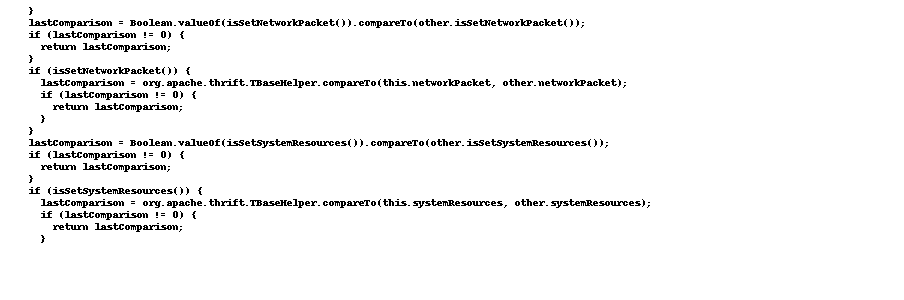 }
lastComparison = Boolean.valueOf(isSetNetworkPacket()).compareTo(other.isSetNetworkPacket());
if (lastComparison != 0) {
  return lastComparison;
}
if (isSetNetworkPacket()) {
  lastComparison = org.apache.thrift.TBaseHelper.compareTo(this.networkPacket, other.networkPacket);
  if (lastComparison != 0) {
    return lastComparison;
  }
}
lastComparison = Boolean.valueOf(isSetSystemResources()).compareTo(other.isSetSystemResources());
if (lastComparison != 0) {
  return lastComparison;
}
if (isSetSystemResources()) {
  lastComparison = org.apache.thrift.TBaseHelper.compareTo(this.systemResources, other.systemResources);
  if (lastComparison != 0) {
    return lastComparison;
  }